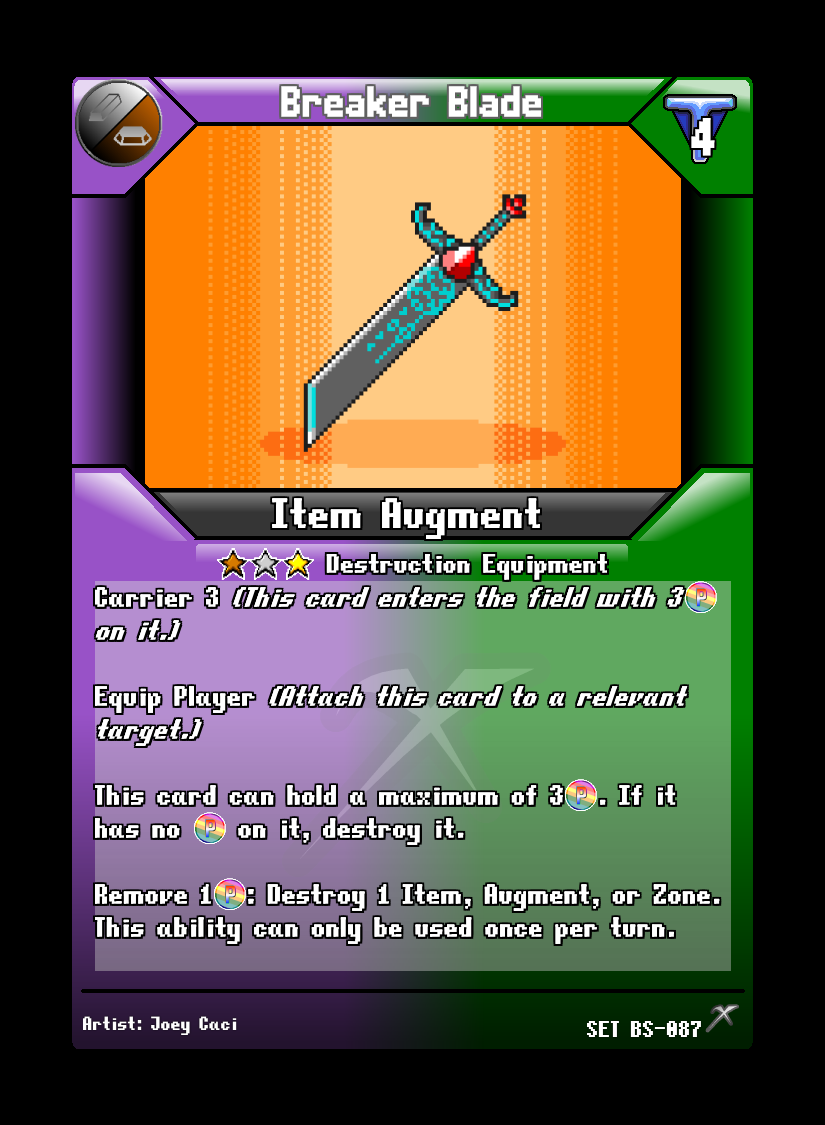 Breaker Blade
4
Item Augment
Destruction Equipment
Carrier 3 (This card enters the field with 3 P
on it.)
Equip Player (Attach this card to a relevant
target.)
This card can hold a maximum of 3 P. If it
has no P on it, destroy it.
Remove 1 P: Destroy 1 Item, Augment, or Zone.
This ability can only be used once per turn.
Artist: Joey Caci
SET BS-087